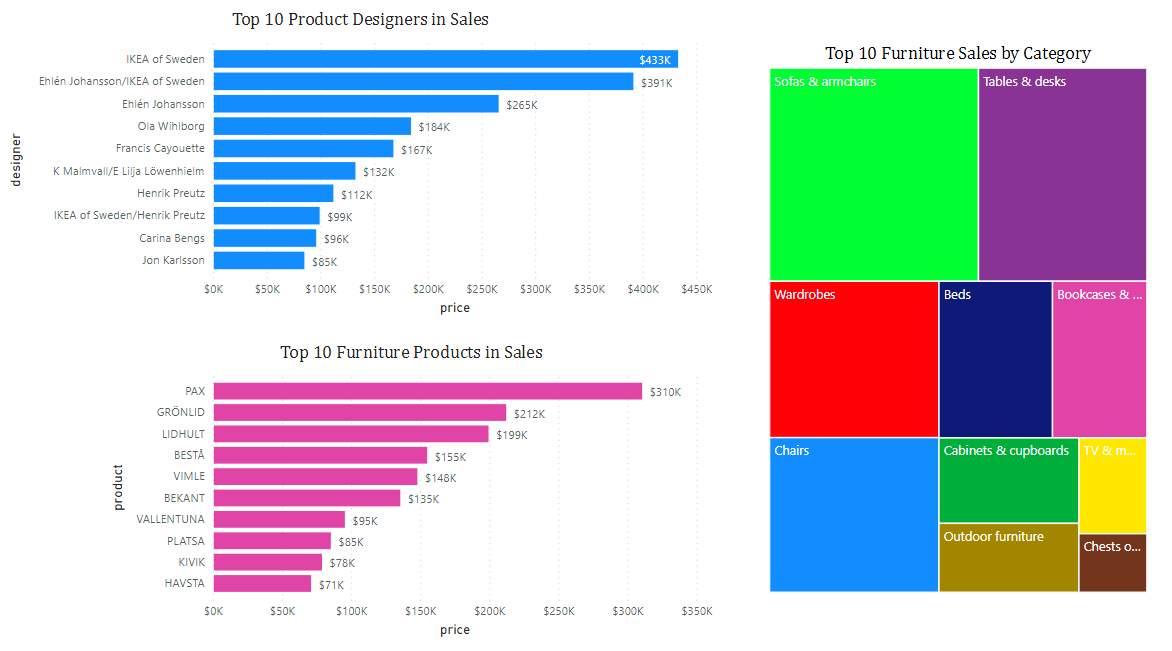 Top 10 Product Designers in Sales
designer
IKEA of Sweden $433K
Ehlén Johansson/IKEA of Sweden $391K
Ehlén Johansson $265K
Ola Wihlborg $184K
Francis Cayouette $167K
K Malmvall/E Lilja Löwenhielm $132K
Henrik Preutz $112K
IKEA of Sweden/Henrik Preutz $99K
Carina Bengs $96K
Jon Karlsson $85K
$0K $50K $100K $150K $200K $250K $300K $350K $400K $450K
price
Top 10 Furniture Products in Sales
product
PAX $310K
GRÖNLID $212K
LIDHULT $199K
BESTÅ $155K
VIMLE $148K
BEKANT $135K
VALLENTUNA $95K
PLATSA $85K
KIVIK $78K
HAVSTA $71K
$0K $50K $100K $150K $200K $250K $300K $350K
price
Top 10 Furniture Sales by Category
Sofas & armchairs
Tables & desks
Wardrobes
Beds
Bookcases & ...
Chairs
Cabinets & cupboards
TV & m...
Outdoor furniture
Chests o...